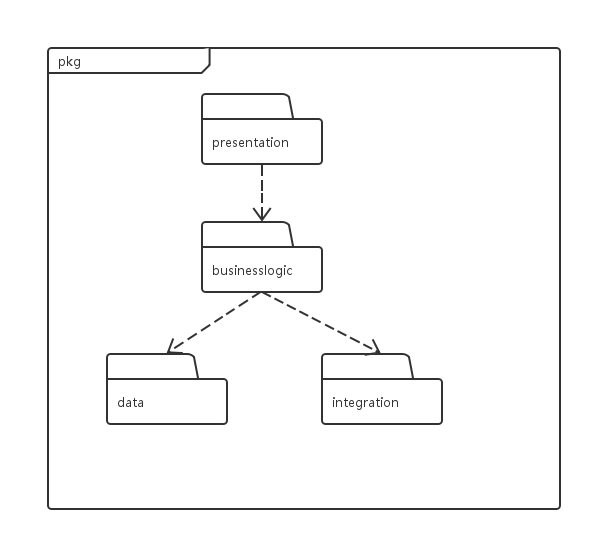 pkg
presentation
businesslogic
data
integration